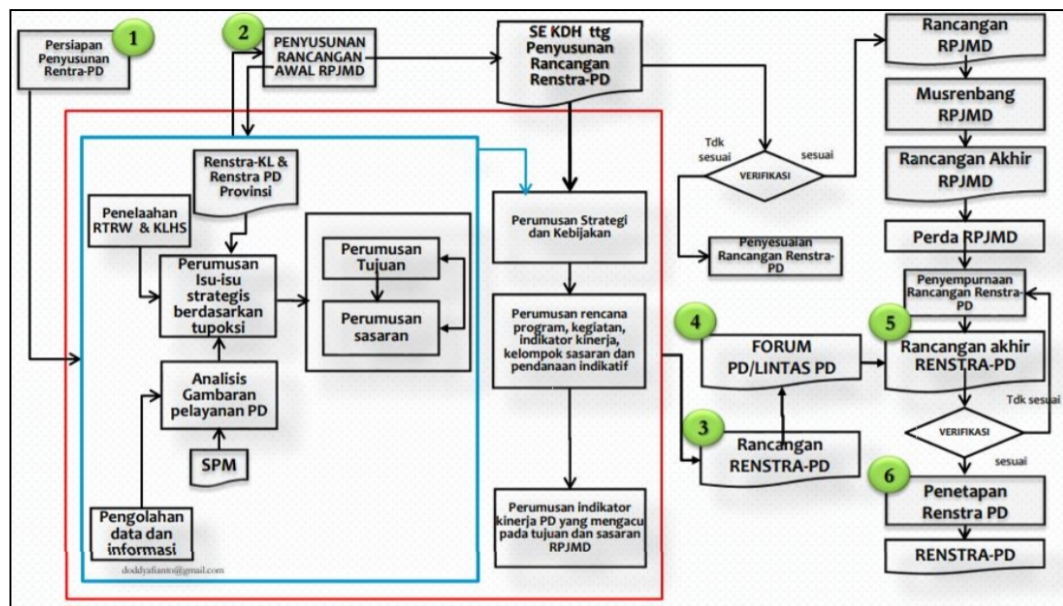 1
Persiapan
Penyusunan
Rentra-PD
2
PENYUSUNAN
RANCANGAN
AWAL RPJMD
SE KDH ttg
Penyusunan
Rancangan
Renstra-PD
Rancangan
RPJMD
Musrenbang
RPJMD
Rancangan Akhir
RPJMD
Perda RPJMD
Penyempurnaan
Rancangan Renstra-
PD
Tdk
sesuai
sesuai
VERIFIKASI
Penyesuaian
Rancangan Renstra-
PD
Renstra-KL &
Renstra PD
Provinsi
Penelaahan
RTRW & KLHS
Perumusan
Isu-isu
strategis
berdasarkan
tupoksi
Perumusan
Tujuan
Perumusan
sasaran
Analisis
Gambaran
pelayanan PD
SPM
Pengolahan
data dan
informasi
doddyafianto@gmail.com
Perumusan Strategi
dan Kebijakan
Perumusan rencana
program, kegiatan,
indikator kinerja,
kelompok sasaran dan
pendanaan indikatif
Perumusan indikator
kinerja PD yang mengacu
pada tujuan dan sasaran
RPJMD
3
Rancangan
RENSTRA-PD
4
FORUM
PD/LINTAS PD
5
Rancangan akhir
RENSTRA-PD
Tdk sesuai
VERIFIKASI
sesuai
6
Penetapan
Renstra PD
RENSTRA-PD